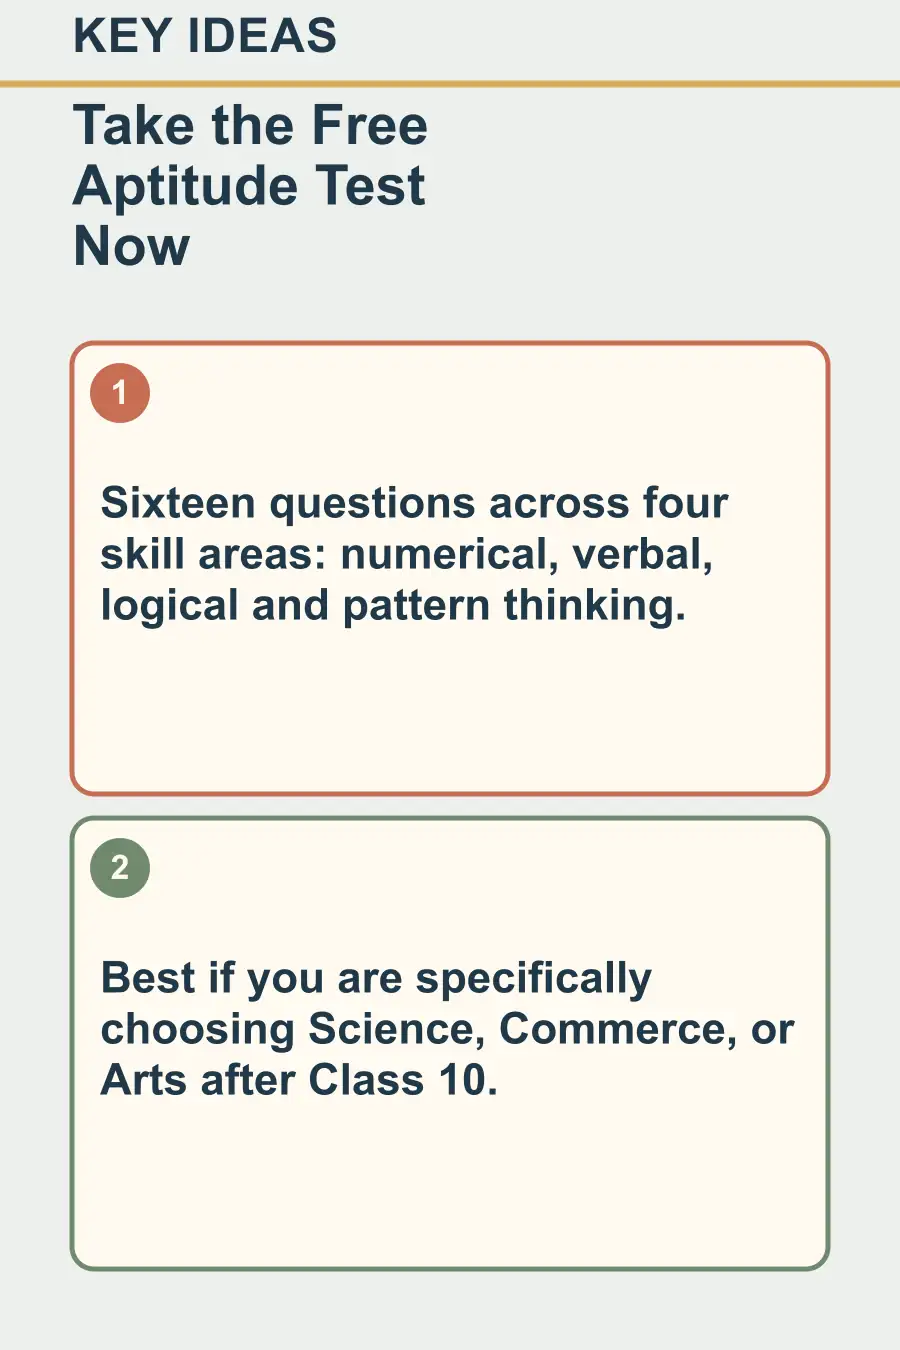 KEY IDEAS
Take the Free
Aptitude Test
Now
1
Sixteen questions across four
skill areas: numerical, verbal,
logical and pattern thinking.
2
Best if you are specifically
choosing Science, Commerce, or
Arts after Class 10.